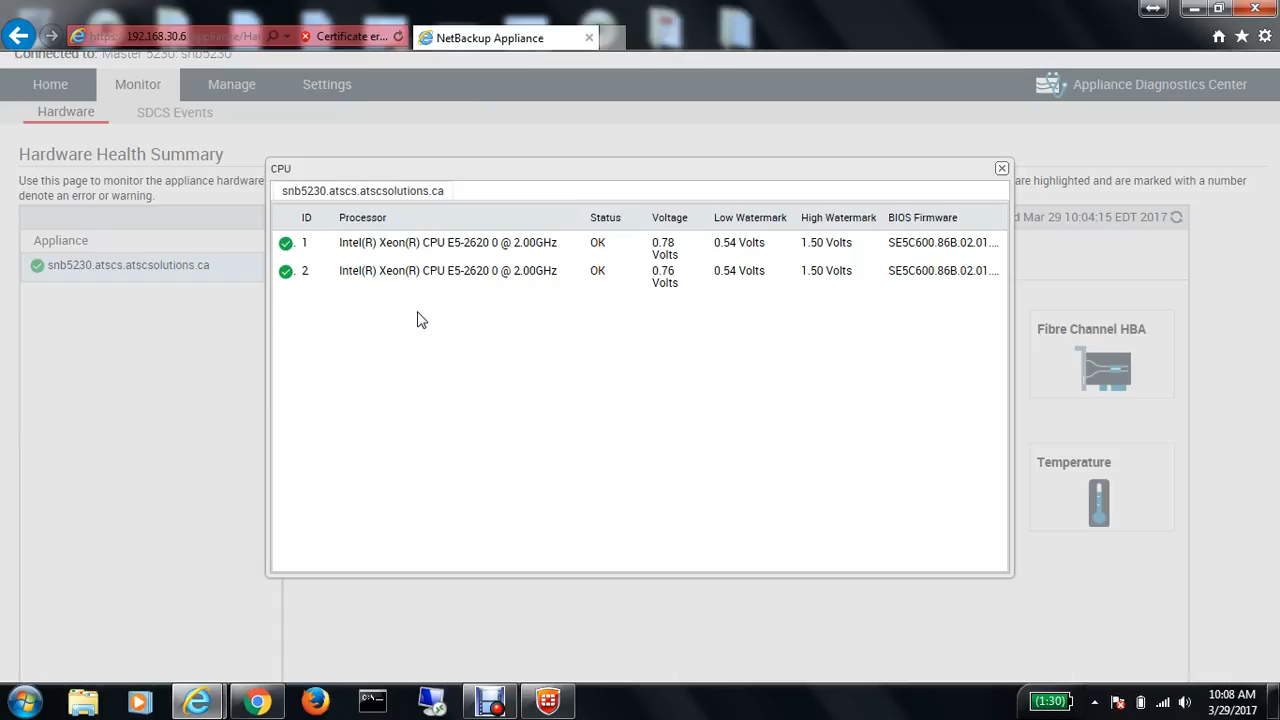 https://192.168.30.6/appliance/Ha
Certificate er...
NetBackup Appliance
Connected to: Master 5230: snb5230
Home
Monitor
Manage
Settings
Appliance Diagnostics Center
Hardware
SDCS Events
Hardware Health Summary
Use this page to monitor the appliance hardware
are highlighted and are marked with a number
denote an error or warning.
d Mar 29 10:04:15 EDT 2017
Appliance
snb5230.atscs.atscsolutions.ca
CPU
snb5230.atscs.atscsolutions.ca
ID Processor Status Voltage Low Watermark High Watermark BIOS Firmware
1 Intel(R) Xeon(R) CPU E5-2620 0 @ 2.00GHz OK 0.78 Volts 0.54 Volts 1.50 Volts SE5C600.86B.02.01....
2 Intel(R) Xeon(R) CPU E5-2620 0 @ 2.00GHz OK 0.76 Volts 0.54 Volts 1.50 Volts SE5C600.86B.02.01....
Fibre Channel HBA
Temperature
(1:30)
10:08 AM
3/29/2017